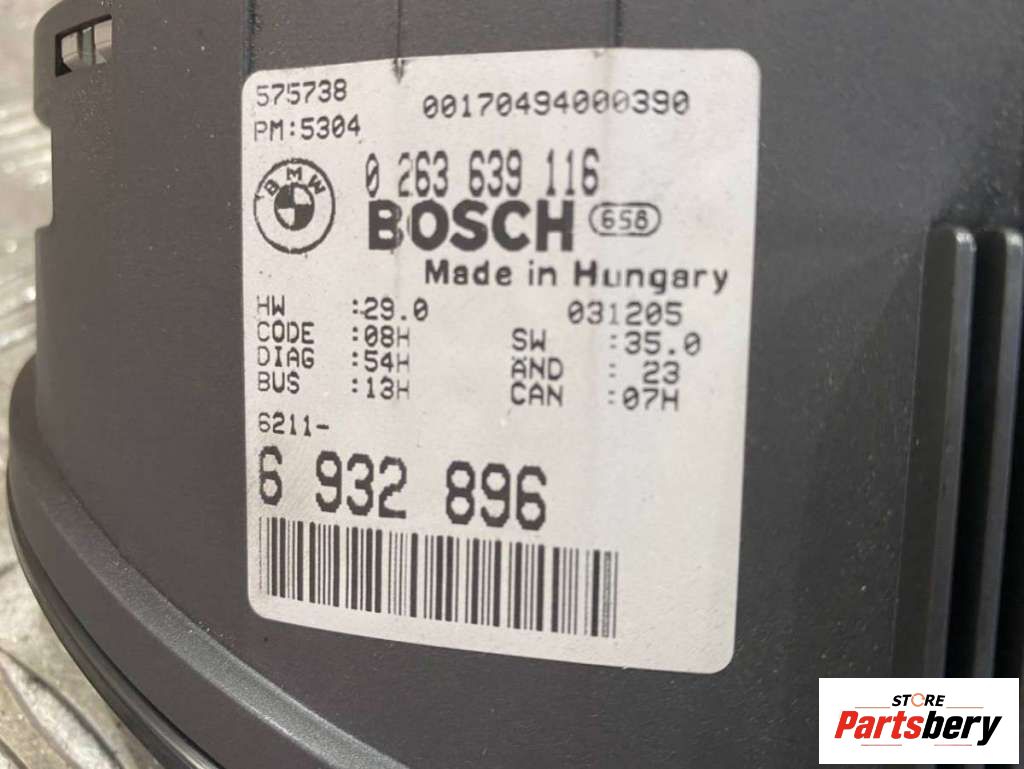 575738 00170494000390
PM:5304
BMW
0 263 639 116
BOSCH 658
Made in Hungary
HW :29.0 031205
CODE :08H SW :35.0
DIAG :54H AND : 23
BUS :13H CAN :07H
6211-
6 932 896
STORE
Partsbery